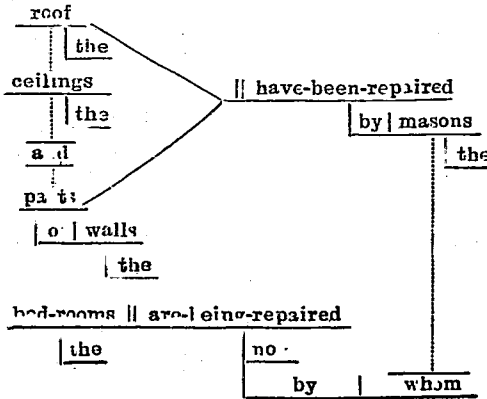 roof
the
ceilings
|| have-been-repaired
the
by | masons
and
the
parts
of | walls
the
bed-rooms || are-being-repaired
the
now
by | whom